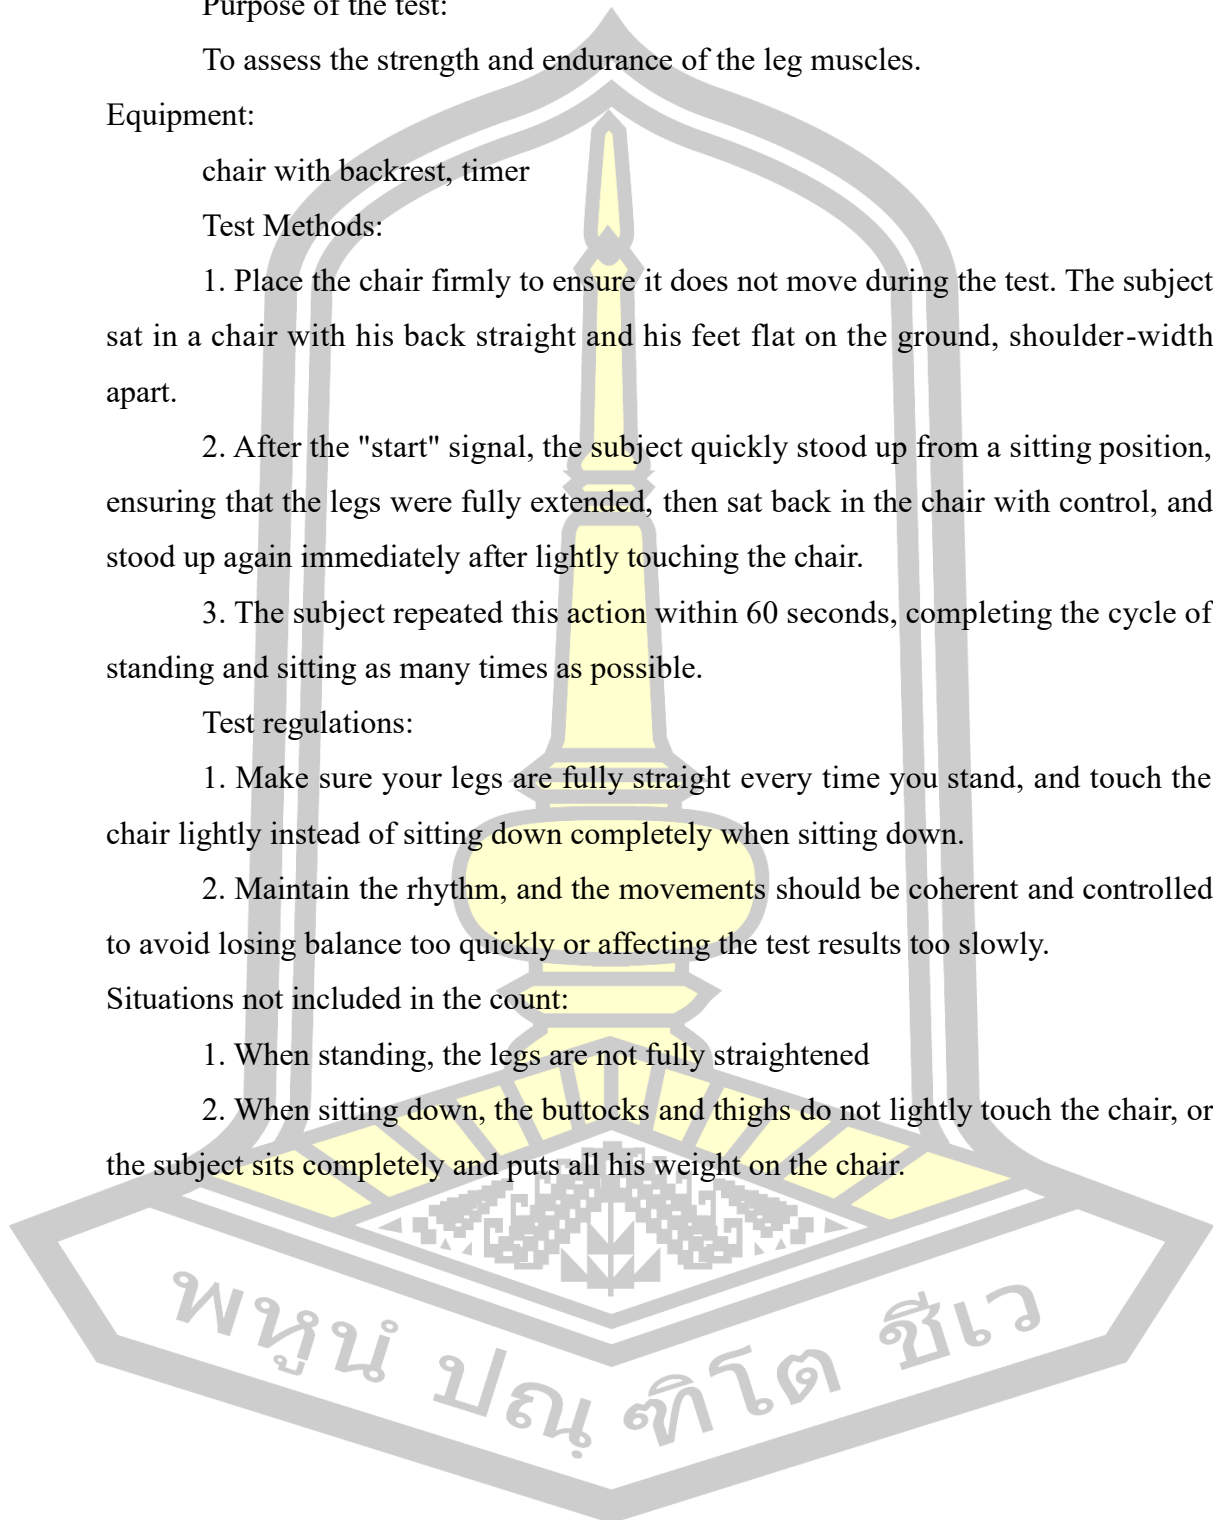 Purpose of the test:
To assess the strength and endurance of the leg muscles.
Equipment:
chair with backrest, timer
Test Methods:
1. Place the chair firmly to ensure it does not move during the test. The subject
sat in a chair with his back straight and his feet flat on the ground, shoulder-width
apart.
2. After the "start" signal, the subject quickly stood up from a sitting position,
ensuring that the legs were fully extended, then sat back in the chair with control, and
stood up again immediately after lightly touching the chair.
3. The subject repeated this action within 60 seconds, completing the cycle of
standing and sitting as many times as possible.
Test regulations:
1. Make sure your legs are fully straight every time you stand, and touch the
chair lightly instead of sitting down completely when sitting down.
2. Maintain the rhythm, and the movements should be coherent and controlled
to avoid losing balance too quickly or affecting the test results too slowly.
Situations not included in the count:
1. When standing, the legs are not fully straightened
2. When sitting down, the buttocks and thighs do not lightly touch the chair, or
the subject sits completely and puts all his weight on the chair.
พหูนํ ปณฺฑิโต ชีเว